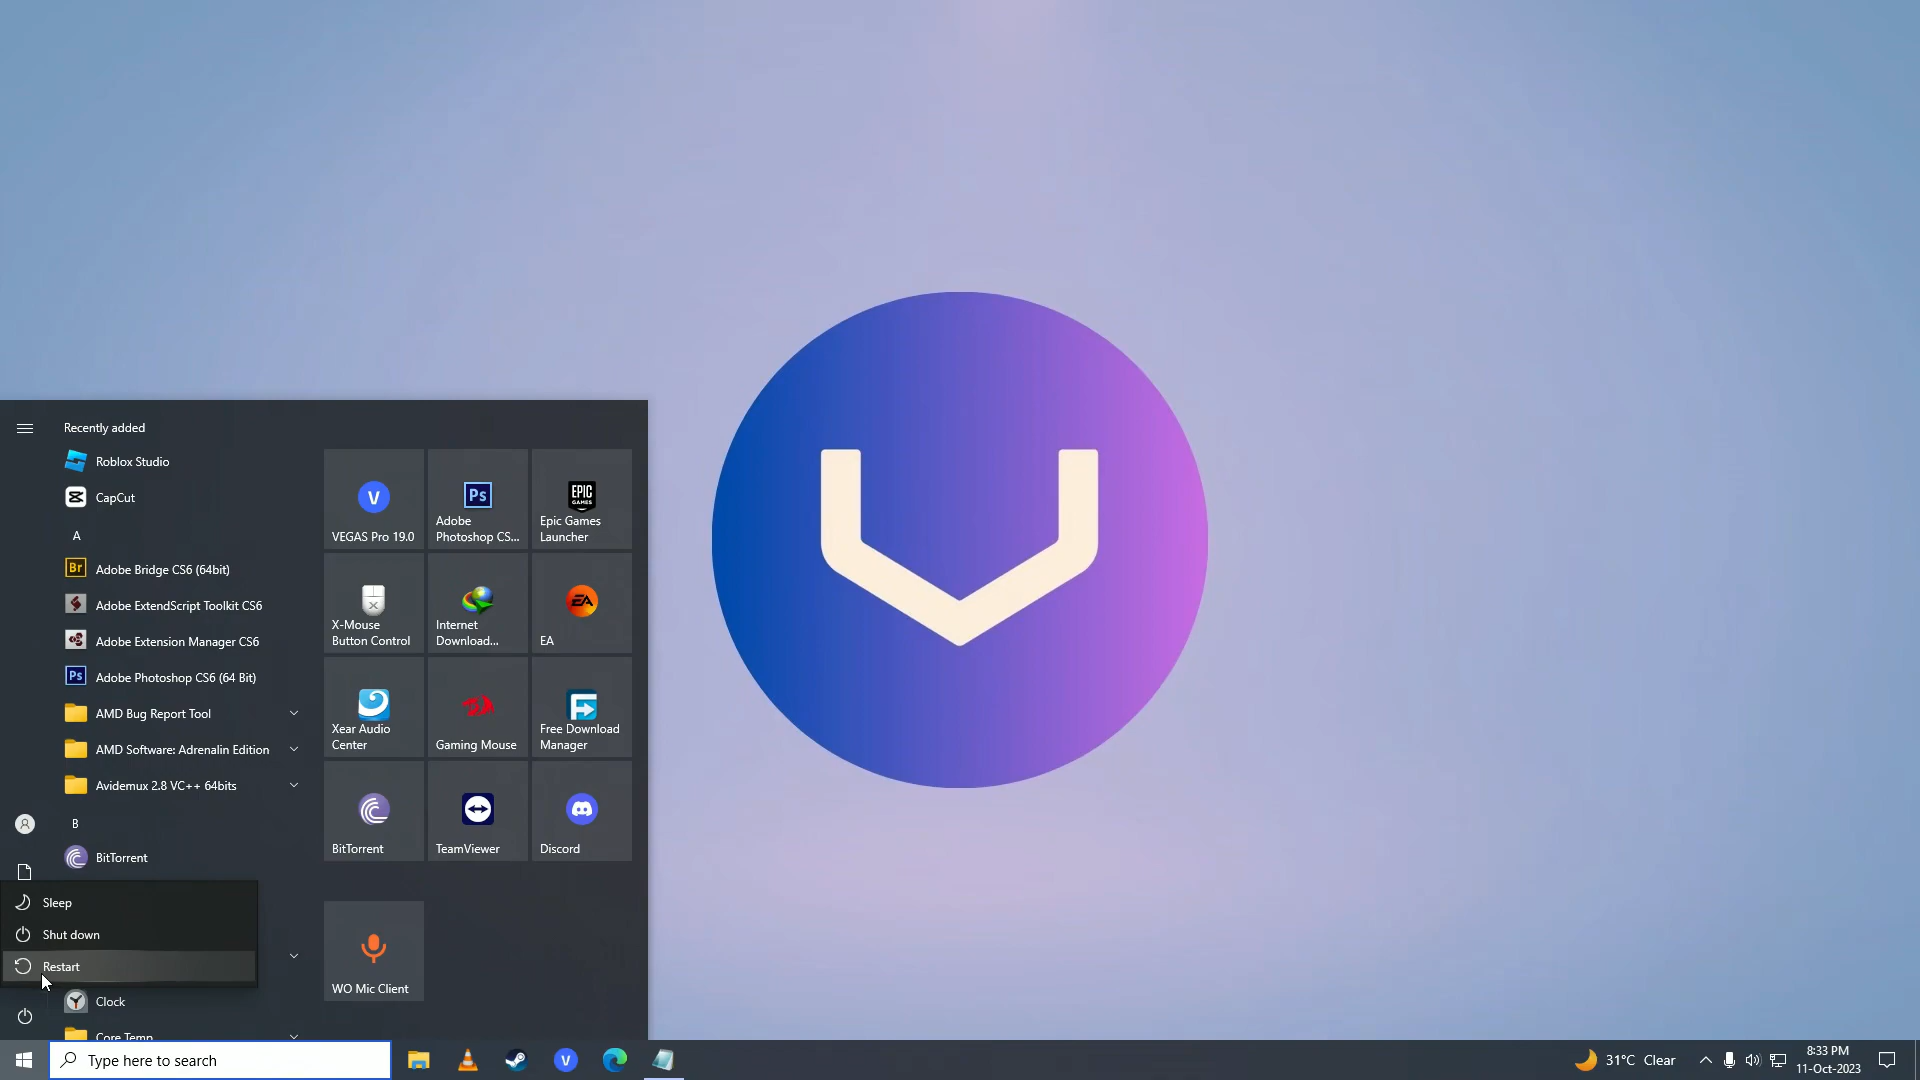 Recently added
Roblox Studio
CapCut
A
Adobe Bridge CS6 (64bit)
Adobe ExtendScript Toolkit CS6
Adobe Extension Manager CS6
Adobe Photoshop CS6 (64 Bit)
AMD Bug Report Tool
AMD Software: Adrenalin Edition
Avidemux 2.8 VC++ 64bits
B
BitTorrent
Sleep
Shut down
Restart
Clock
Core Temp
V
VEGAS Pro 19.0
Ps
Adobe
Photoshop CS...
EPIC
GAMES
Epic Games
Launcher
X-Mouse
Button Control
Internet
Download...
EA
EA
Xear Audio
Center
Gaming Mouse
Free Download
Manager
BitTorrent
TeamViewer
Discord
WO Mic Client
Br
Ps
Type here to search
V
31°C Clear
8:33 PM
11-Oct-2023